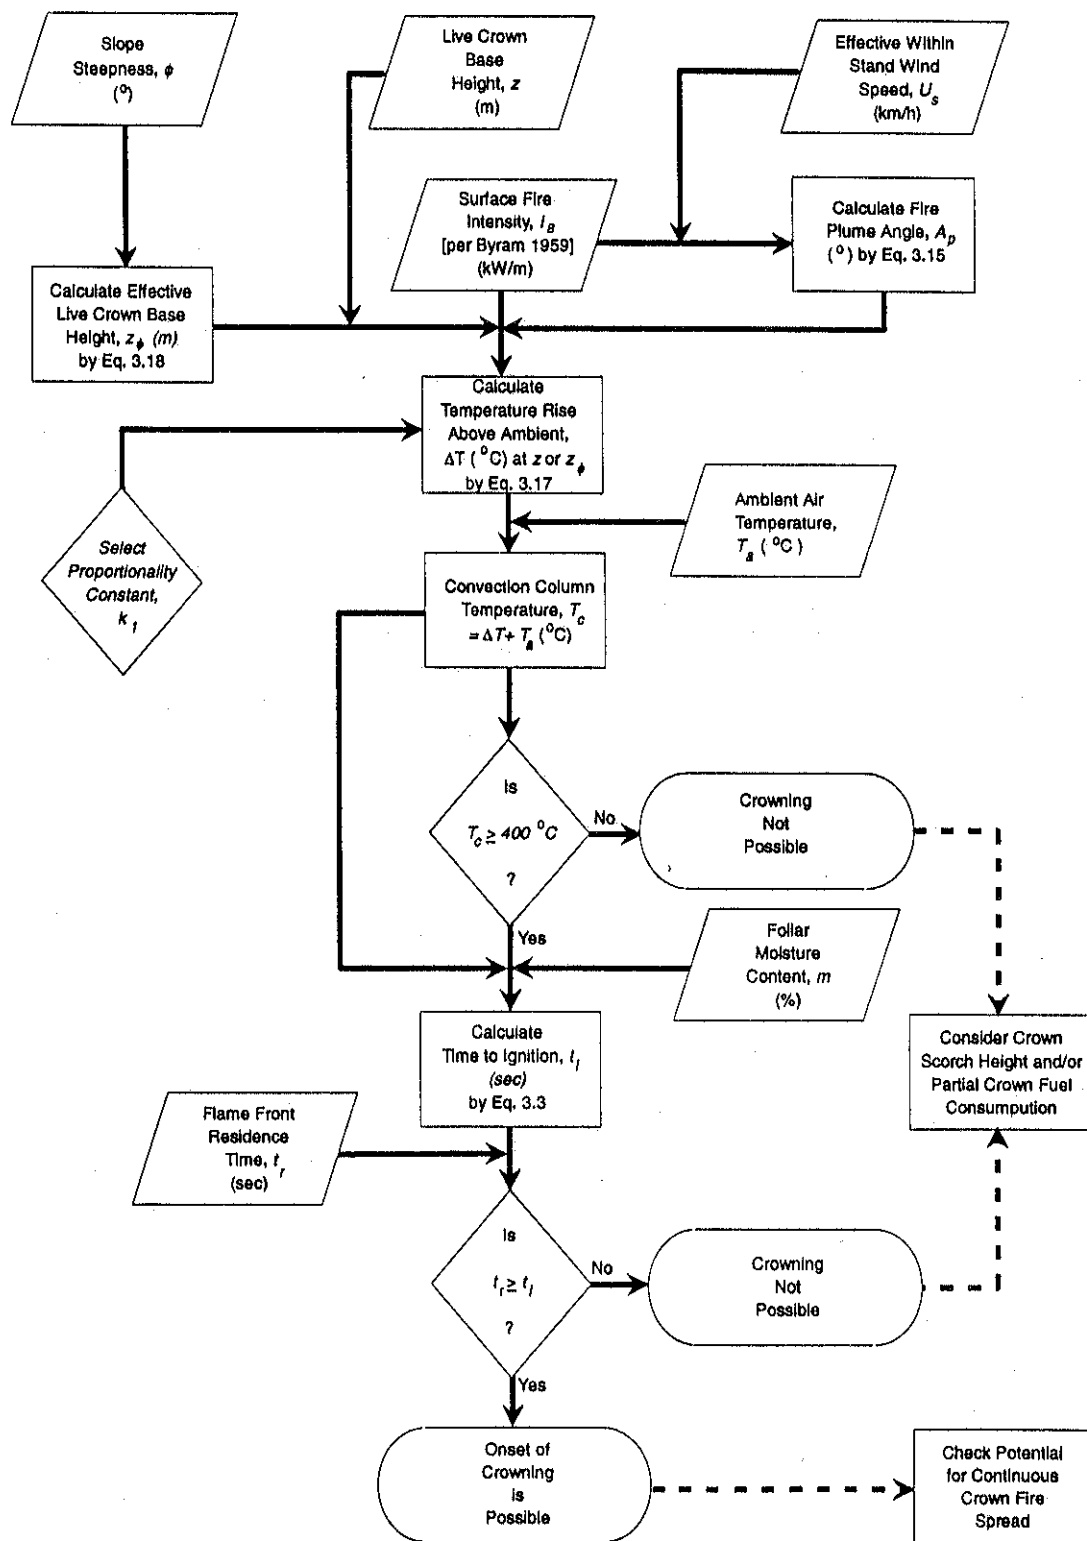 Slope
Steepness, ϕ
(°)
Live Crown
Base
Height, z
(m)
Effective Within
Stand Wind
Speed, U_s
(km/h)
Surface Fire
Intensity, I_B
[per Byram 1959]
(kW/m)
Calculate Fire
Plume Angle, A_p
(°) by Eq. 3.15
Calculate Effective
Live Crown Base
Height, z_ϕ (m)
by Eq. 3.18
Calculate
Temperature Rise
Above Ambient,
ΔT (°C) at z or z_ϕ
by Eq. 3.17
Select
Proportionality
Constant,
k_1
Ambient Air
Temperature,
T_a (°C)
Convection Column
Temperature, T_c
= ΔT + T_a (°C)
Is
T_c ≥ 400 °C
?
No
Crowning
Not
Possible
Yes
Foliar
Moisture
Content, m
(%)
Calculate
Time to Ignition, t_i
(sec)
by Eq. 3.3
Consider Crown
Scorch Height and/or
Partial Crown Fuel
Consumpution
Flame Front
Residence
Time, t_r
(sec)
Is
t_r ≥ t_i
?
No
Crowning
Not
Possible
Yes
Onset of
Crowning
is
Possible
Check Potential
for Continuous
Crown Fire
Spread